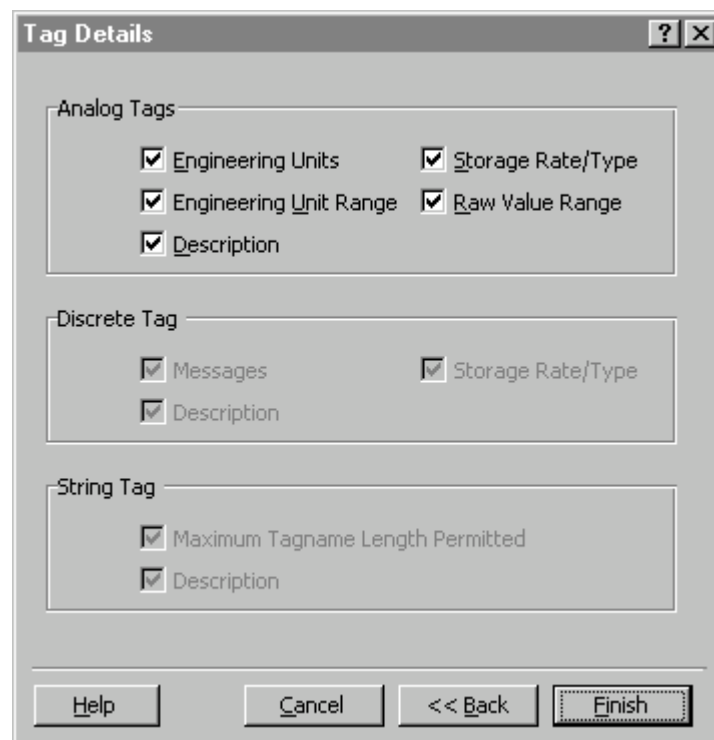 Tag Details
Analog Tags
Engineering Units
Storage Rate/Type
Engineering Unit Range
Raw Value Range
Description
Discrete Tag
Messages
Storage Rate/Type
Description
String Tag
Maximum Tagname Length Permitted
Description
Help
Cancel
<< Back
Finish